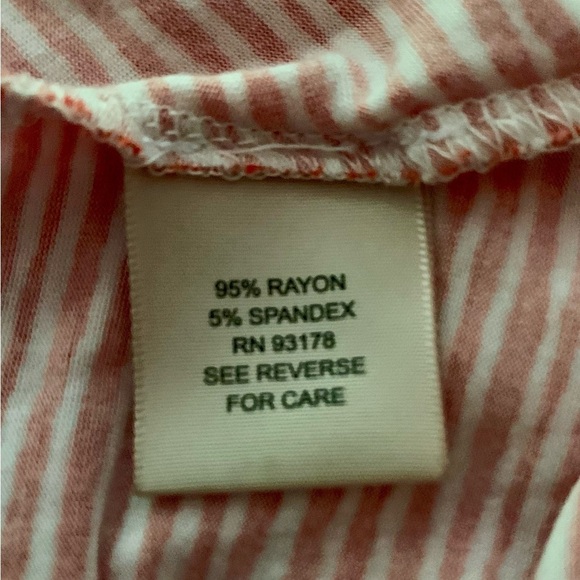 95% RAYON
5% SPANDEX
RN 93178
SEE REVERSE
FOR CARE